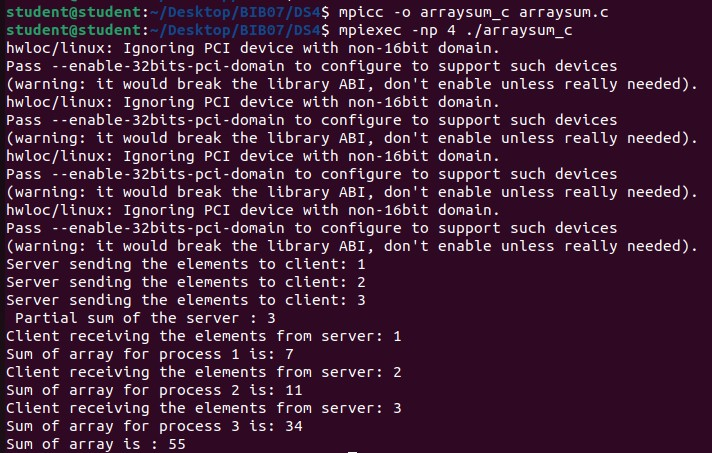 student@student:~/Desktop/BIB07/DS4$ mpicc -o arraysum_c arraysum.c
student@student:~/Desktop/BIB07/DS4$ mpiexec -np 4 ./arraysum_c
hwloc/linux: Ignoring PCI device with non-16bit domain.
Pass --enable-32bits-pci-domain to configure to support such devices
(warning: it would break the library ABI, don't enable unless really needed).
hwloc/linux: Ignoring PCI device with non-16bit domain.
Pass --enable-32bits-pci-domain to configure to support such devices
(warning: it would break the library ABI, don't enable unless really needed).
hwloc/linux: Ignoring PCI device with non-16bit domain.
Pass --enable-32bits-pci-domain to configure to support such devices
(warning: it would break the library ABI, don't enable unless really needed).
hwloc/linux: Ignoring PCI device with non-16bit domain.
Pass --enable-32bits-pci-domain to configure to support such devices
(warning: it would break the library ABI, don't enable unless really needed).
Server sending the elements to client: 1
Server sending the elements to client: 2
Server sending the elements to client: 3
 Partial sum of the server : 3
Client receiving the elements from server: 1
Sum of array for process 1 is: 7
Client receiving the elements from server: 2
Sum of array for process 2 is: 11
Client receiving the elements from server: 3
Sum of array for process 3 is: 34
Sum of array is : 55